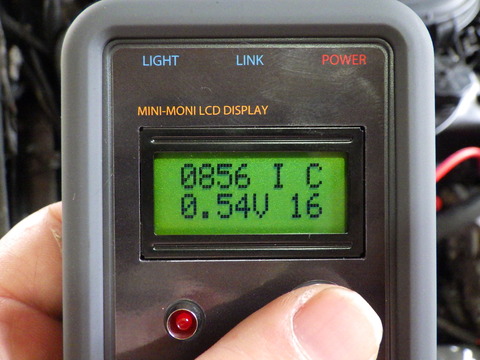 LIGHT LINK POWER
MINI-MONI LCD DISPLAY
0856 I C
0.54V 16